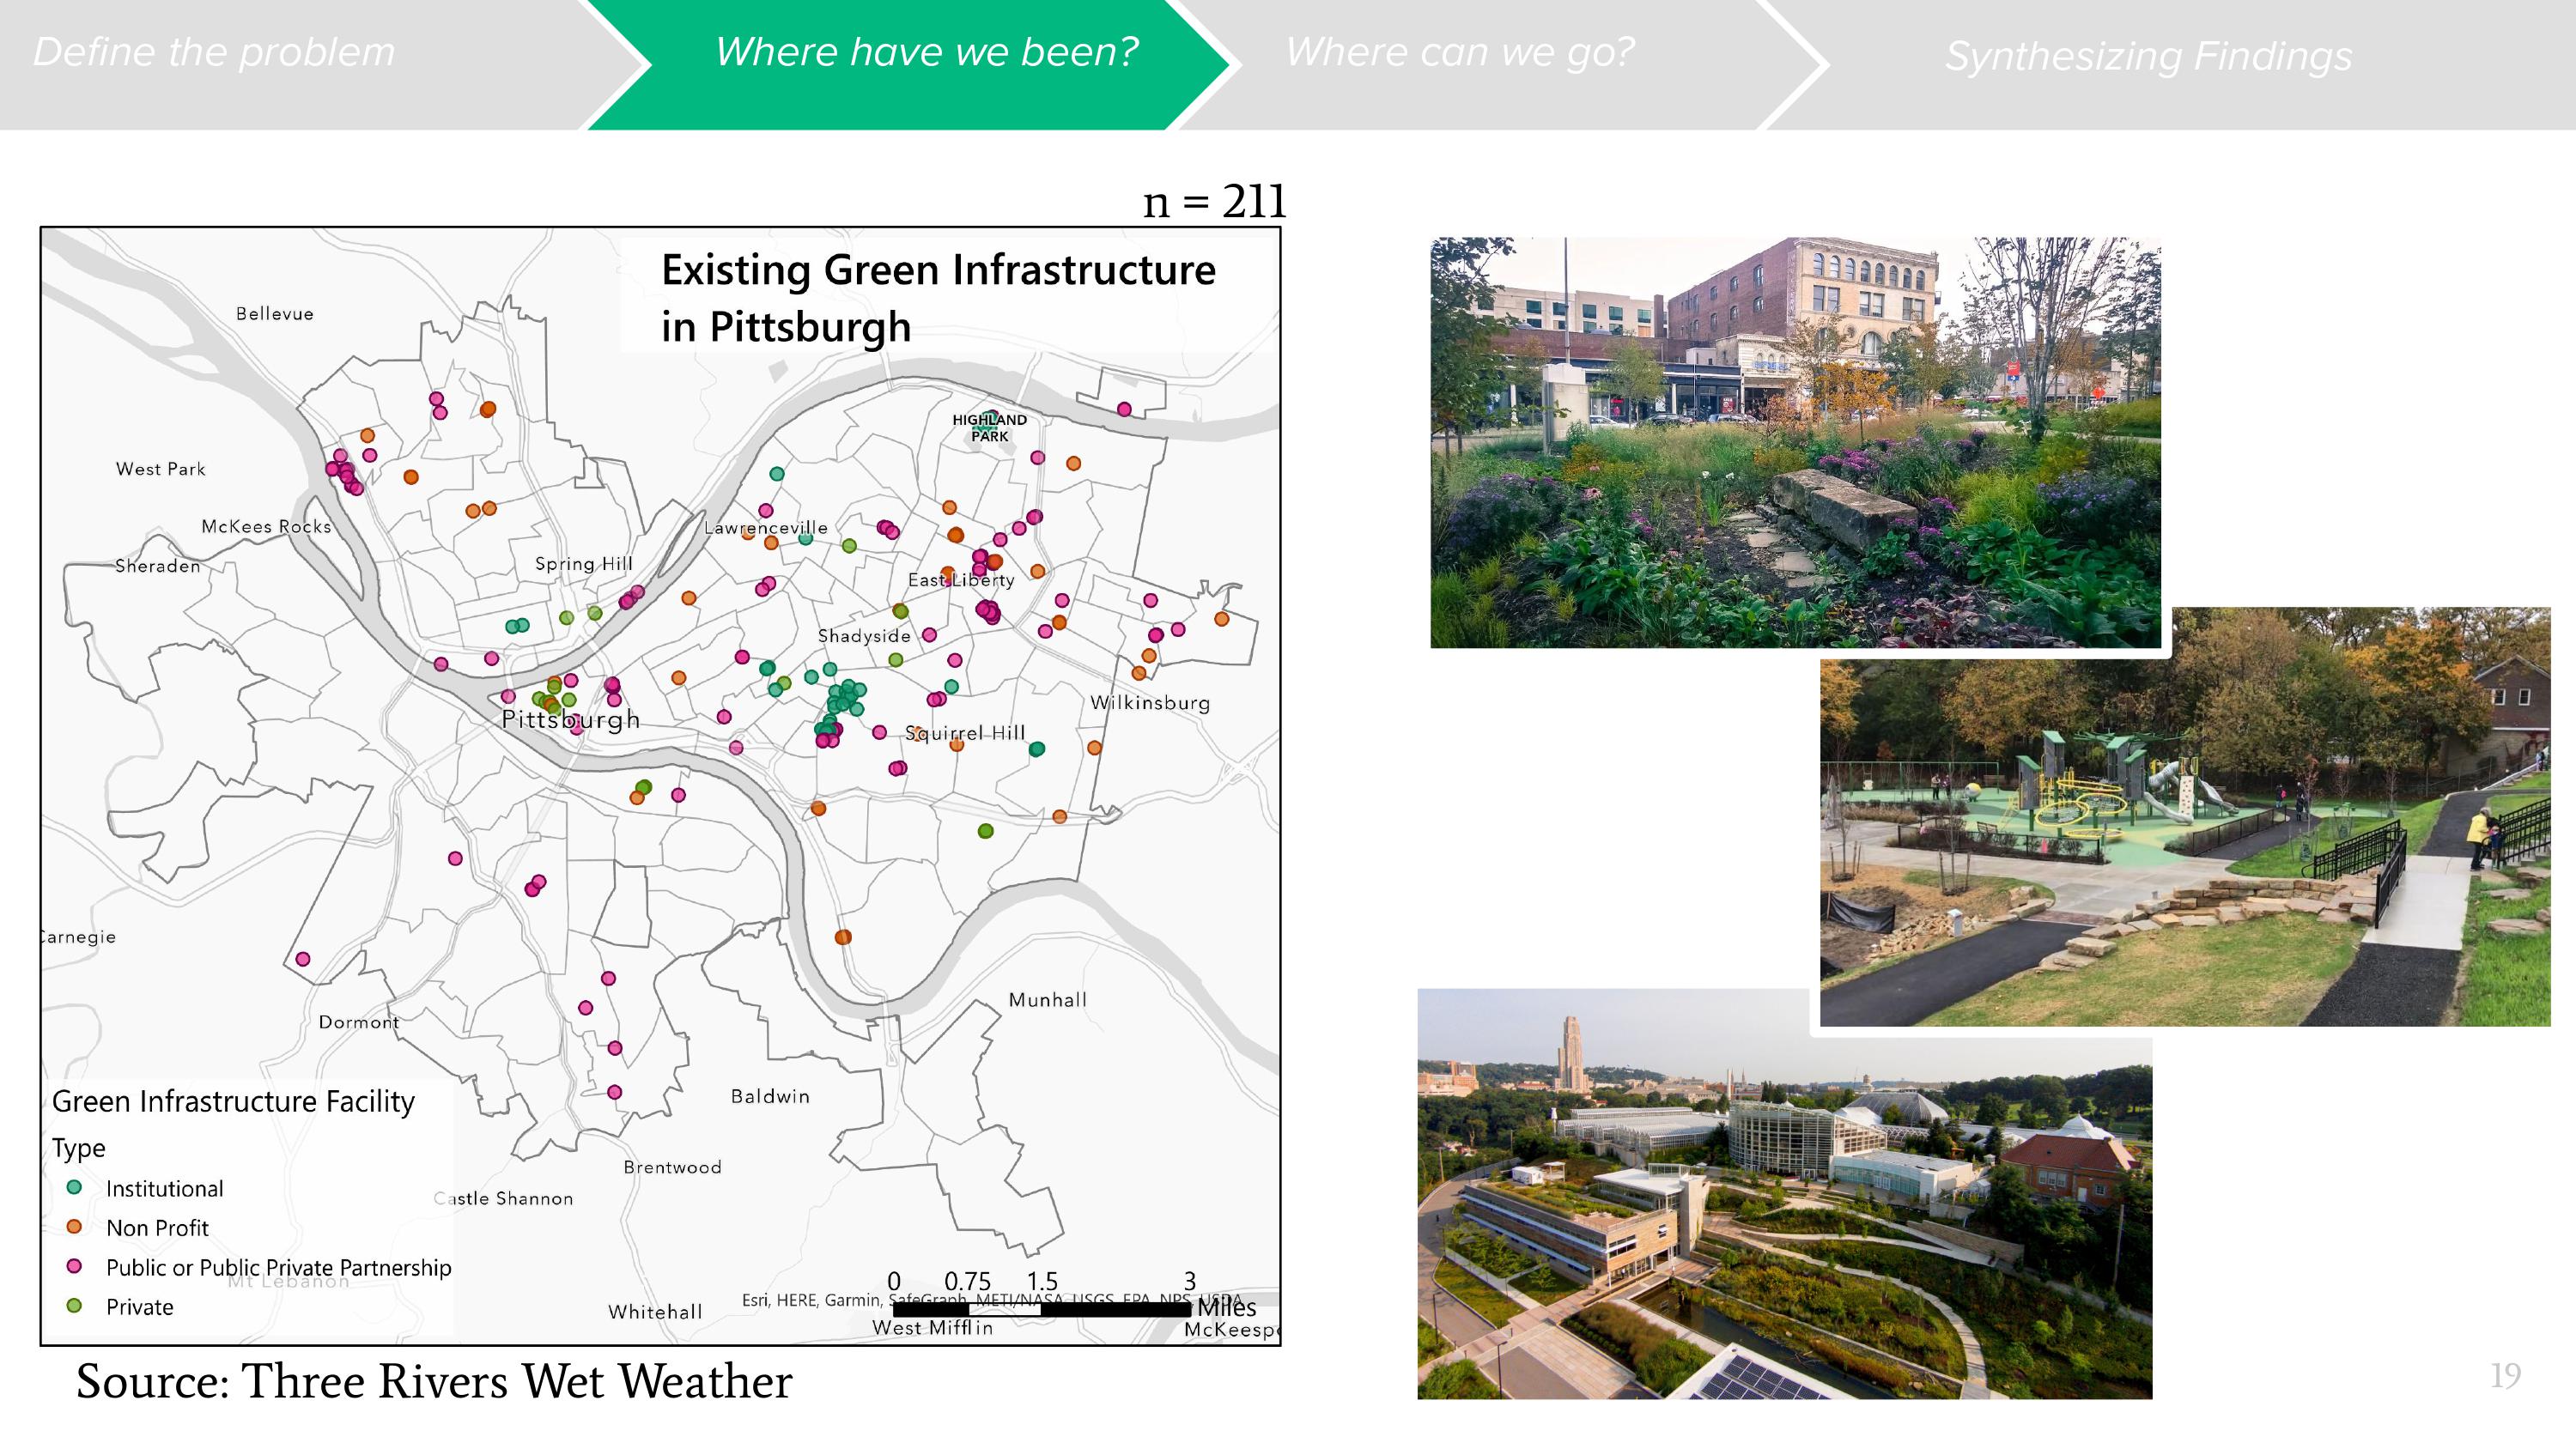 Define the problem
Where have we been?
Where can we go?
Synthesizing Findings
n = 211
Existing Green Infrastructure
in Pittsburgh
Bellevue
HIGHLAND
PARK
West Park
McKees Rocks
Lawrenceville
Sheraden
Spring Hill
East Liberty
Shadyside
Wilkinsburg
Pittsburgh
Squirrel Hill
Carnegie
Munhall
Dormont
Baldwin
Brentwood
Castle Shannon
Green Infrastructure Facility
Type
Institutional
Non Profit
Public or Public Private Partnership
Mt Lebanon
Private
Whitehall
0 0.75 1.5 3
Miles
Esri, HERE, Garmin, SafeGraph, METI/NASA, USGS, EPA, NPS, USDA
West Mifflin
McKeesp
Source: Three Rivers Wet Weather
19